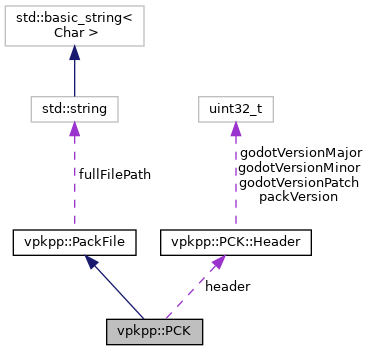 std::basic_string<
Char >
std::string
uint32_t
fullFilePath
godotVersionMajor
godotVersionMinor
godotVersionPatch
packVersion
vpkpp::PackFile
vpkpp::PCK::Header
header
vpkpp::PCK